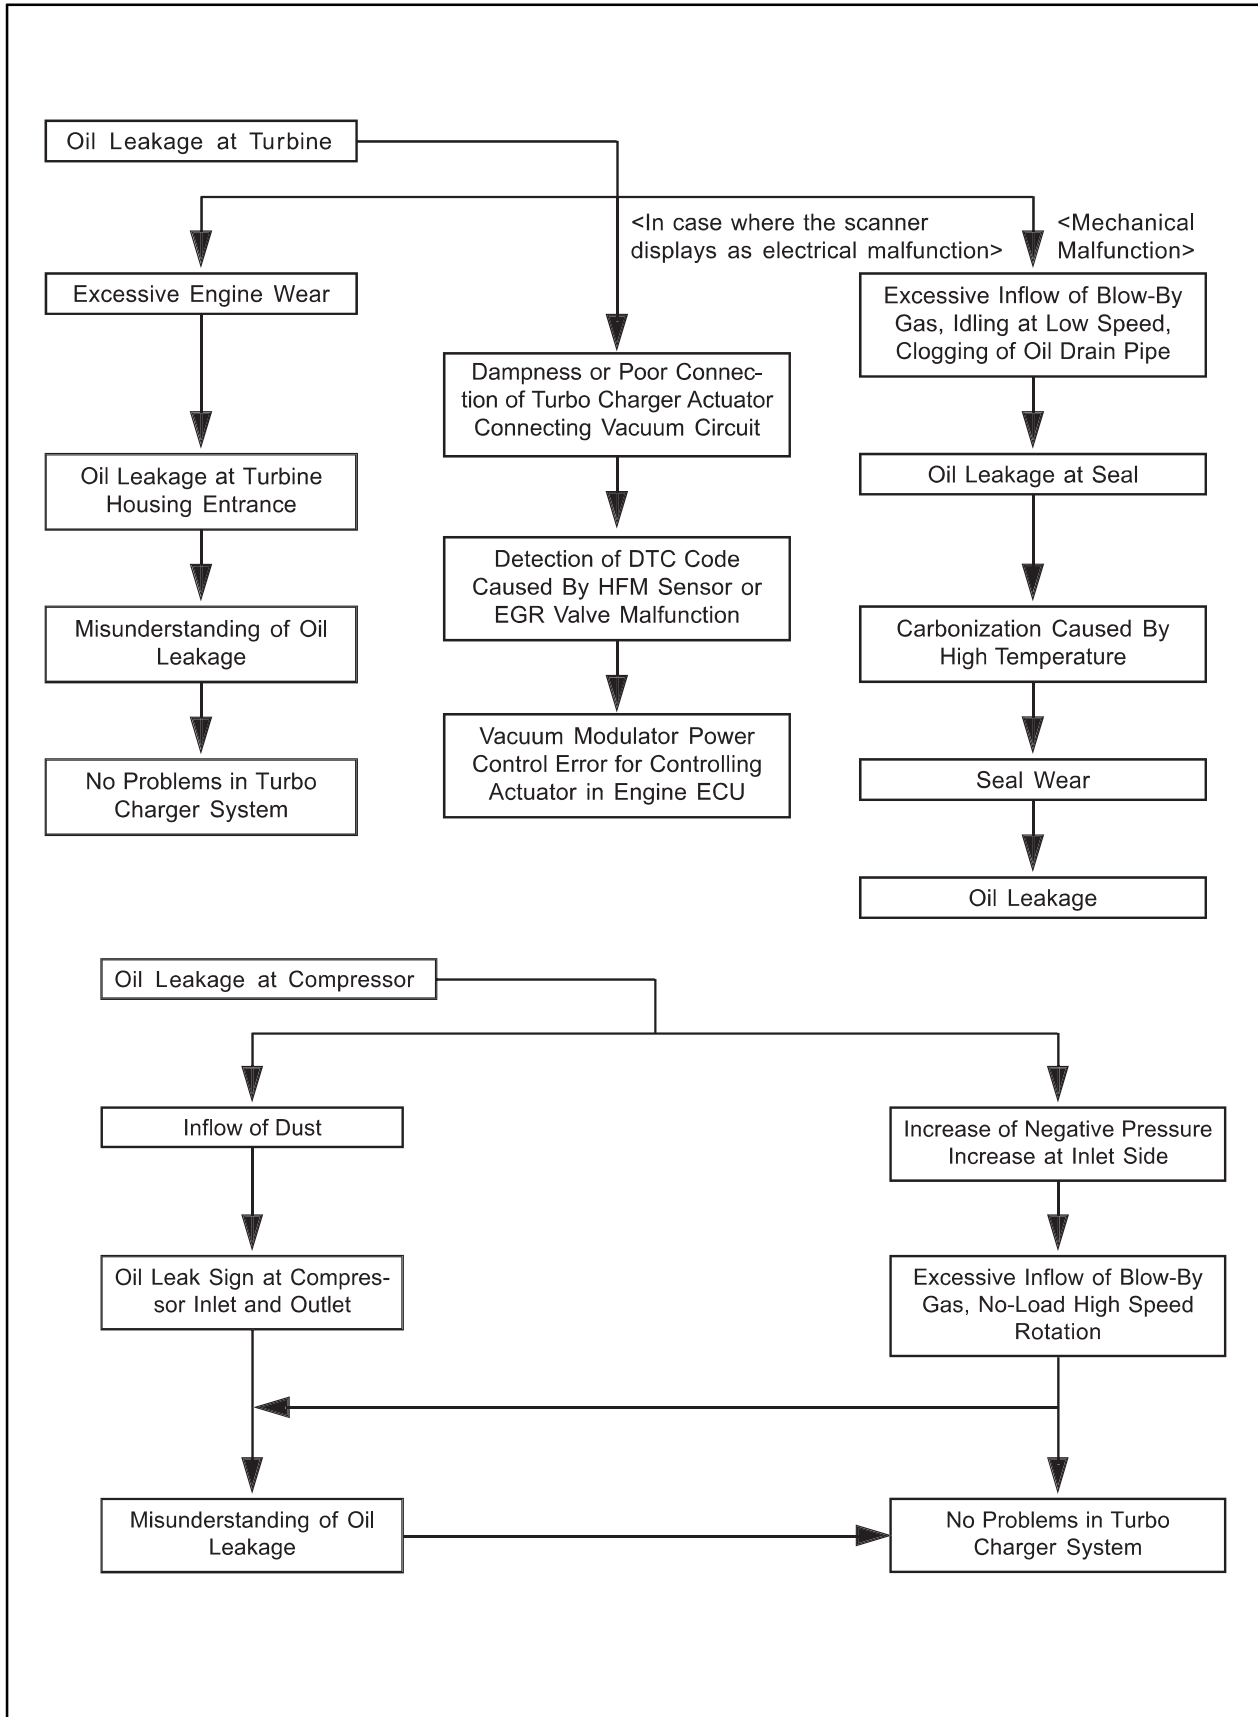 Oil Leakage at Turbine
<In case where the scanner
displays as electrical malfunction>
<Mechanical
Malfunction>
Excessive Engine Wear
Oil Leakage at Turbine
Housing Entrance
Misunderstanding of Oil
Leakage
No Problems in Turbo
Charger System
Dampness or Poor Connec-
tion of Turbo Charger Actuator
Connecting Vacuum Circuit
Detection of DTC Code
Caused By HFM Sensor or
EGR Valve Malfunction
Vacuum Modulator Power
Control Error for Controlling
Actuator in Engine ECU
Excessive Inflow of Blow-By
Gas, Idling at Low Speed,
Clogging of Oil Drain Pipe
Oil Leakage at Seal
Carbonization Caused By
High Temperature
Seal Wear
Oil Leakage
Oil Leakage at Compressor
Inflow of Dust
Oil Leak Sign at Compres-
sor Inlet and Outlet
Misunderstanding of Oil
Leakage
Increase of Negative Pressure
Increase at Inlet Side
Excessive Inflow of Blow-By
Gas, No-Load High Speed
Rotation
No Problems in Turbo
Charger System